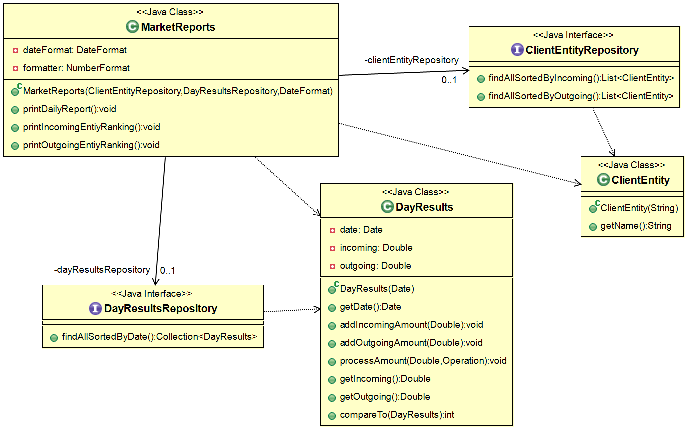 <<Java Class>>
MarketReports
dateFormat: DateFormat
formatter: NumberFormat
MarketReports(ClientEntityRepository,DayResultsRepository,DateFormat)
printDailyReport():void
printIncomingEntiyRanking():void
printOutgoingEntiyRanking():void
-clientEntityRepository
0..1
<<Java Interface>>
ClientEntityRepository
findAllSortedByIncoming():List<ClientEntity>
findAllSortedByOutgoing():List<ClientEntity>
<<Java Class>>
ClientEntity
ClientEntity(String)
getName():String
<<Java Class>>
DayResults
date: Date
incoming: Double
outgoing: Double
DayResults(Date)
getDate():Date
addIncomingAmount(Double):void
addOutgoingAmount(Double):void
processAmount(Double,Operation):void
getIncoming():Double
getOutgoing():Double
compareTo(DayResults):int
-dayResultsRepository
0..1
<<Java Interface>>
DayResultsRepository
findAllSortedByDate():Collection<DayResults>